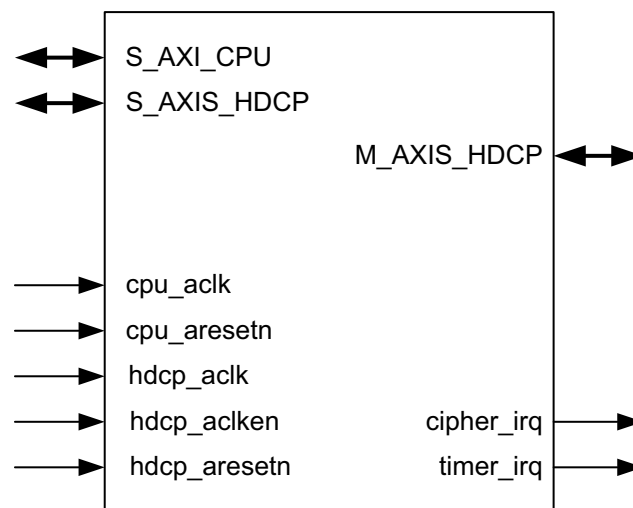 S_AXI_CPU
S_AXIS_HDCP
M_AXIS_HDCP
cpu_aclk
cpu_aresetn
hdcp_aclk
hdcp_aclken
cipher_irq
hdcp_aresetn
timer_irq